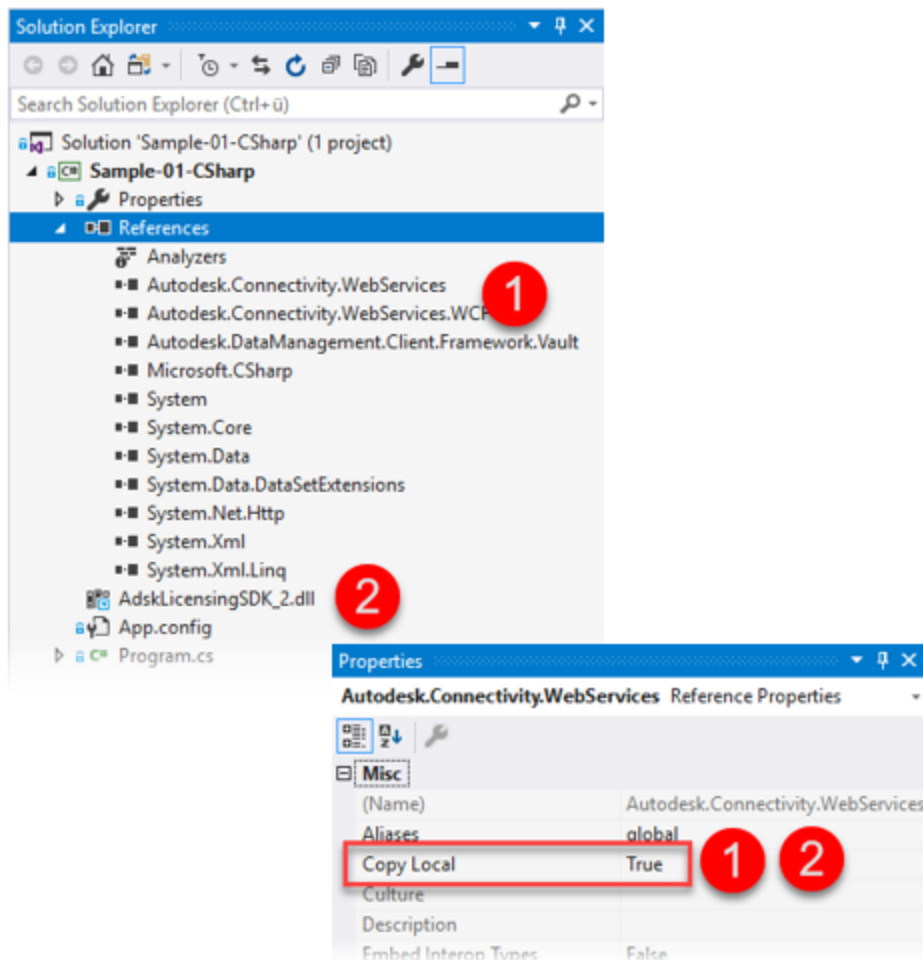 Solution Explorer
Search Solution Explorer (Ctrl+ü)
Solution 'Sample-01-CSharp' (1 project)
C# Sample-01-CSharp
Properties
References
Analyzers
Autodesk.Connectivity.WebServices
1
Autodesk.Connectivity.WebServices.WCF
Autodesk.DataManagement.Client.Framework.Vault
Microsoft.CSharp
System
System.Core
System.Data
System.Data.DataSetExtensions
System.Net.Http
System.Xml
System.Xml.Linq
AdskLicensingSDK_2.dll 2
App.config
C# Program.cs
Properties
Autodesk.Connectivity.WebServices Reference Properties
Misc
(Name) Autodesk.Connectivity.WebServices
Aliases global
Copy Local True 1 2
Culture
Description
Embed Interop Types False